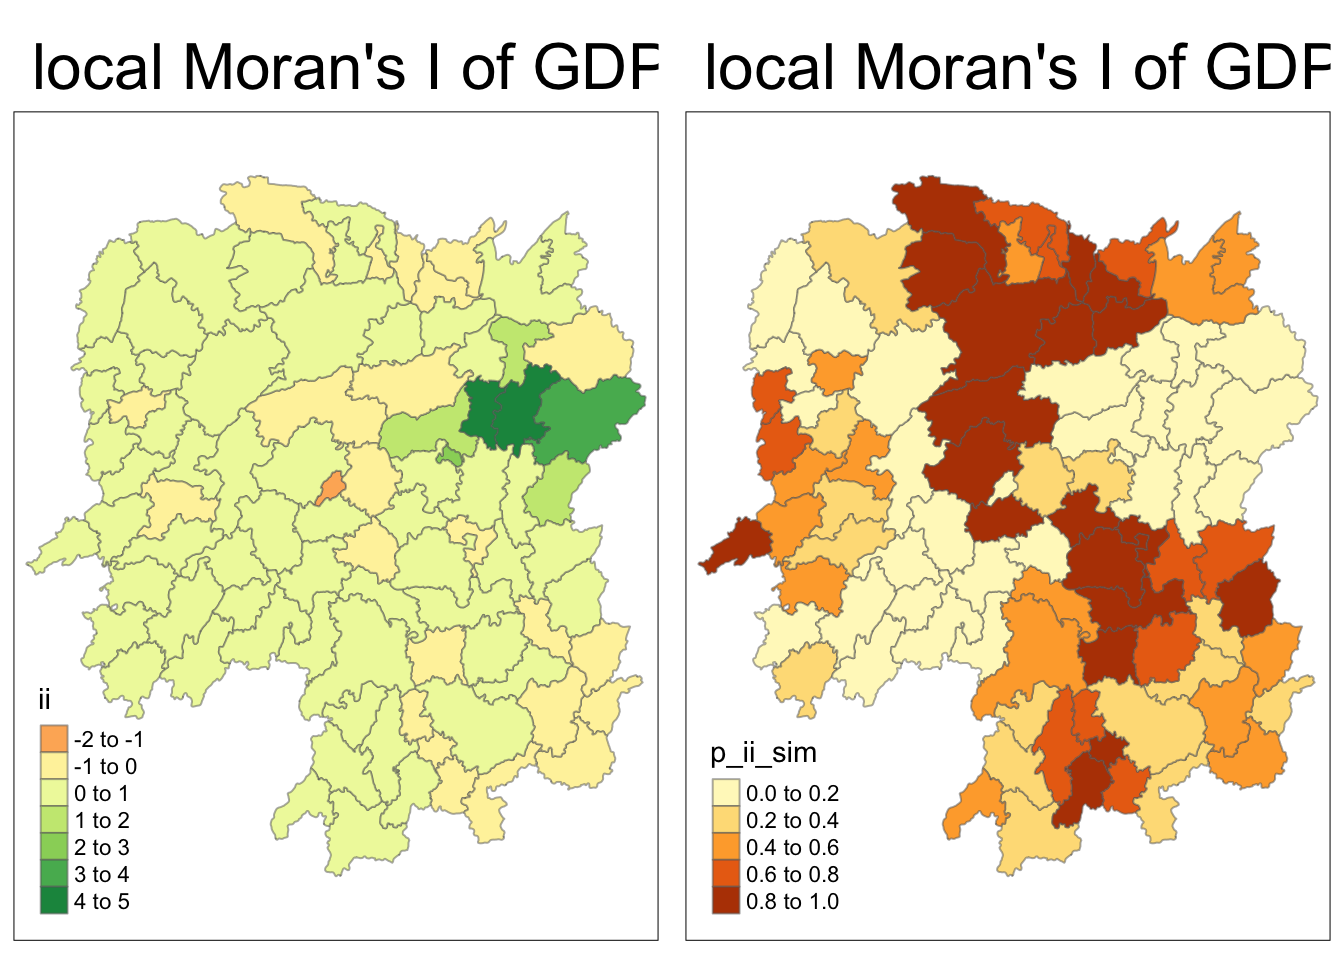 local Moran's I of GDP
local Moran's I of GDP
ii
-2 to -1
-1 to 0
0 to 1
1 to 2
2 to 3
3 to 4
4 to 5
p_ii_sim
0.0 to 0.2
0.2 to 0.4
0.4 to 0.6
0.6 to 0.8
0.8 to 1.0